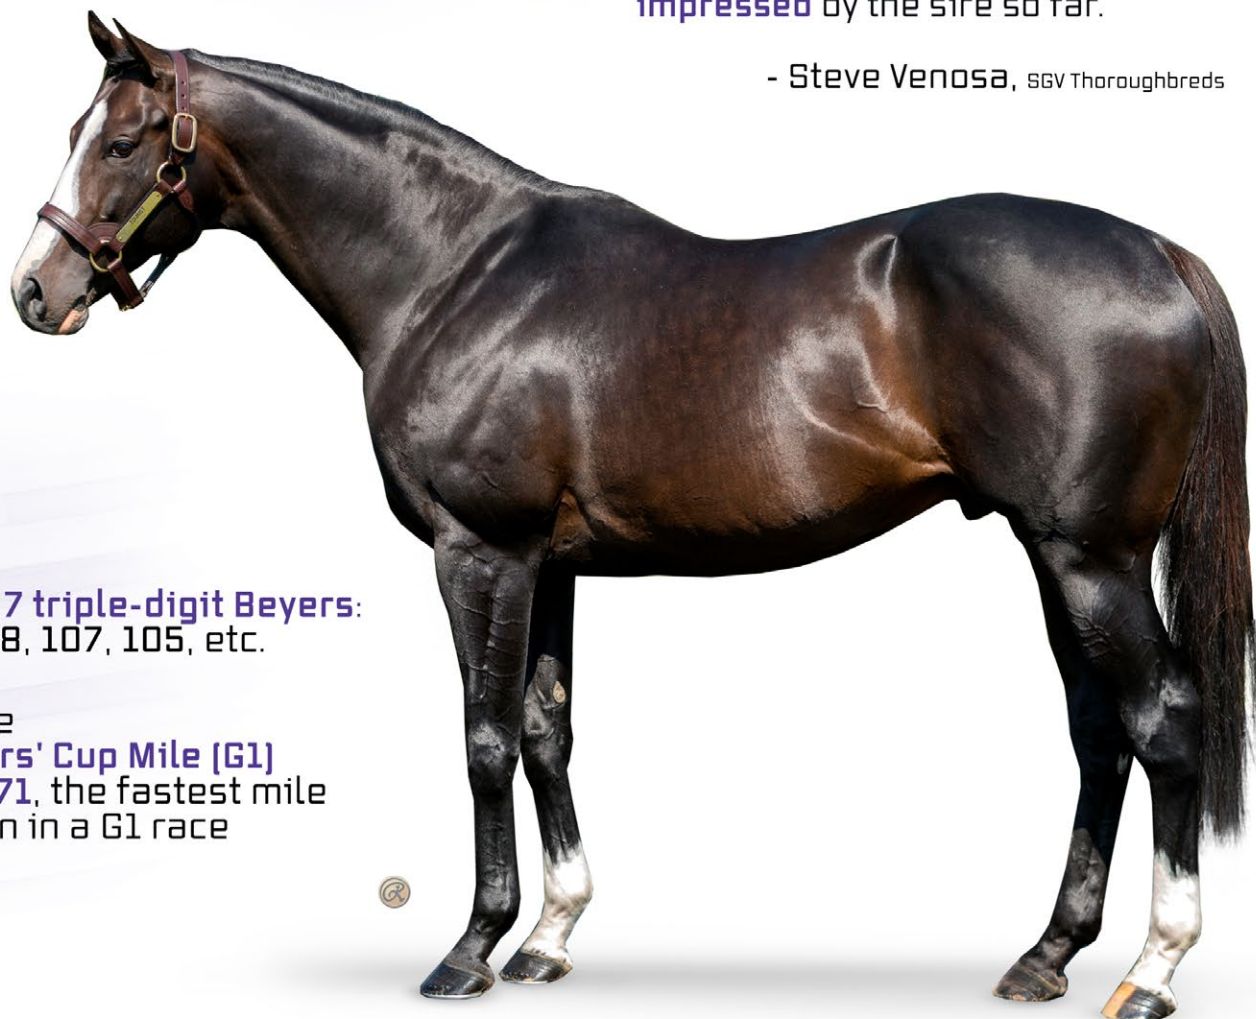 impressed by the sire so far.
- Steve Venosa, SGV Thoroughbreds
7 triple-digit Beyers:
8, 107, 105, etc.
e
rs' Cup Mile (G1)
71, the fastest mile
n in a G1 race
R